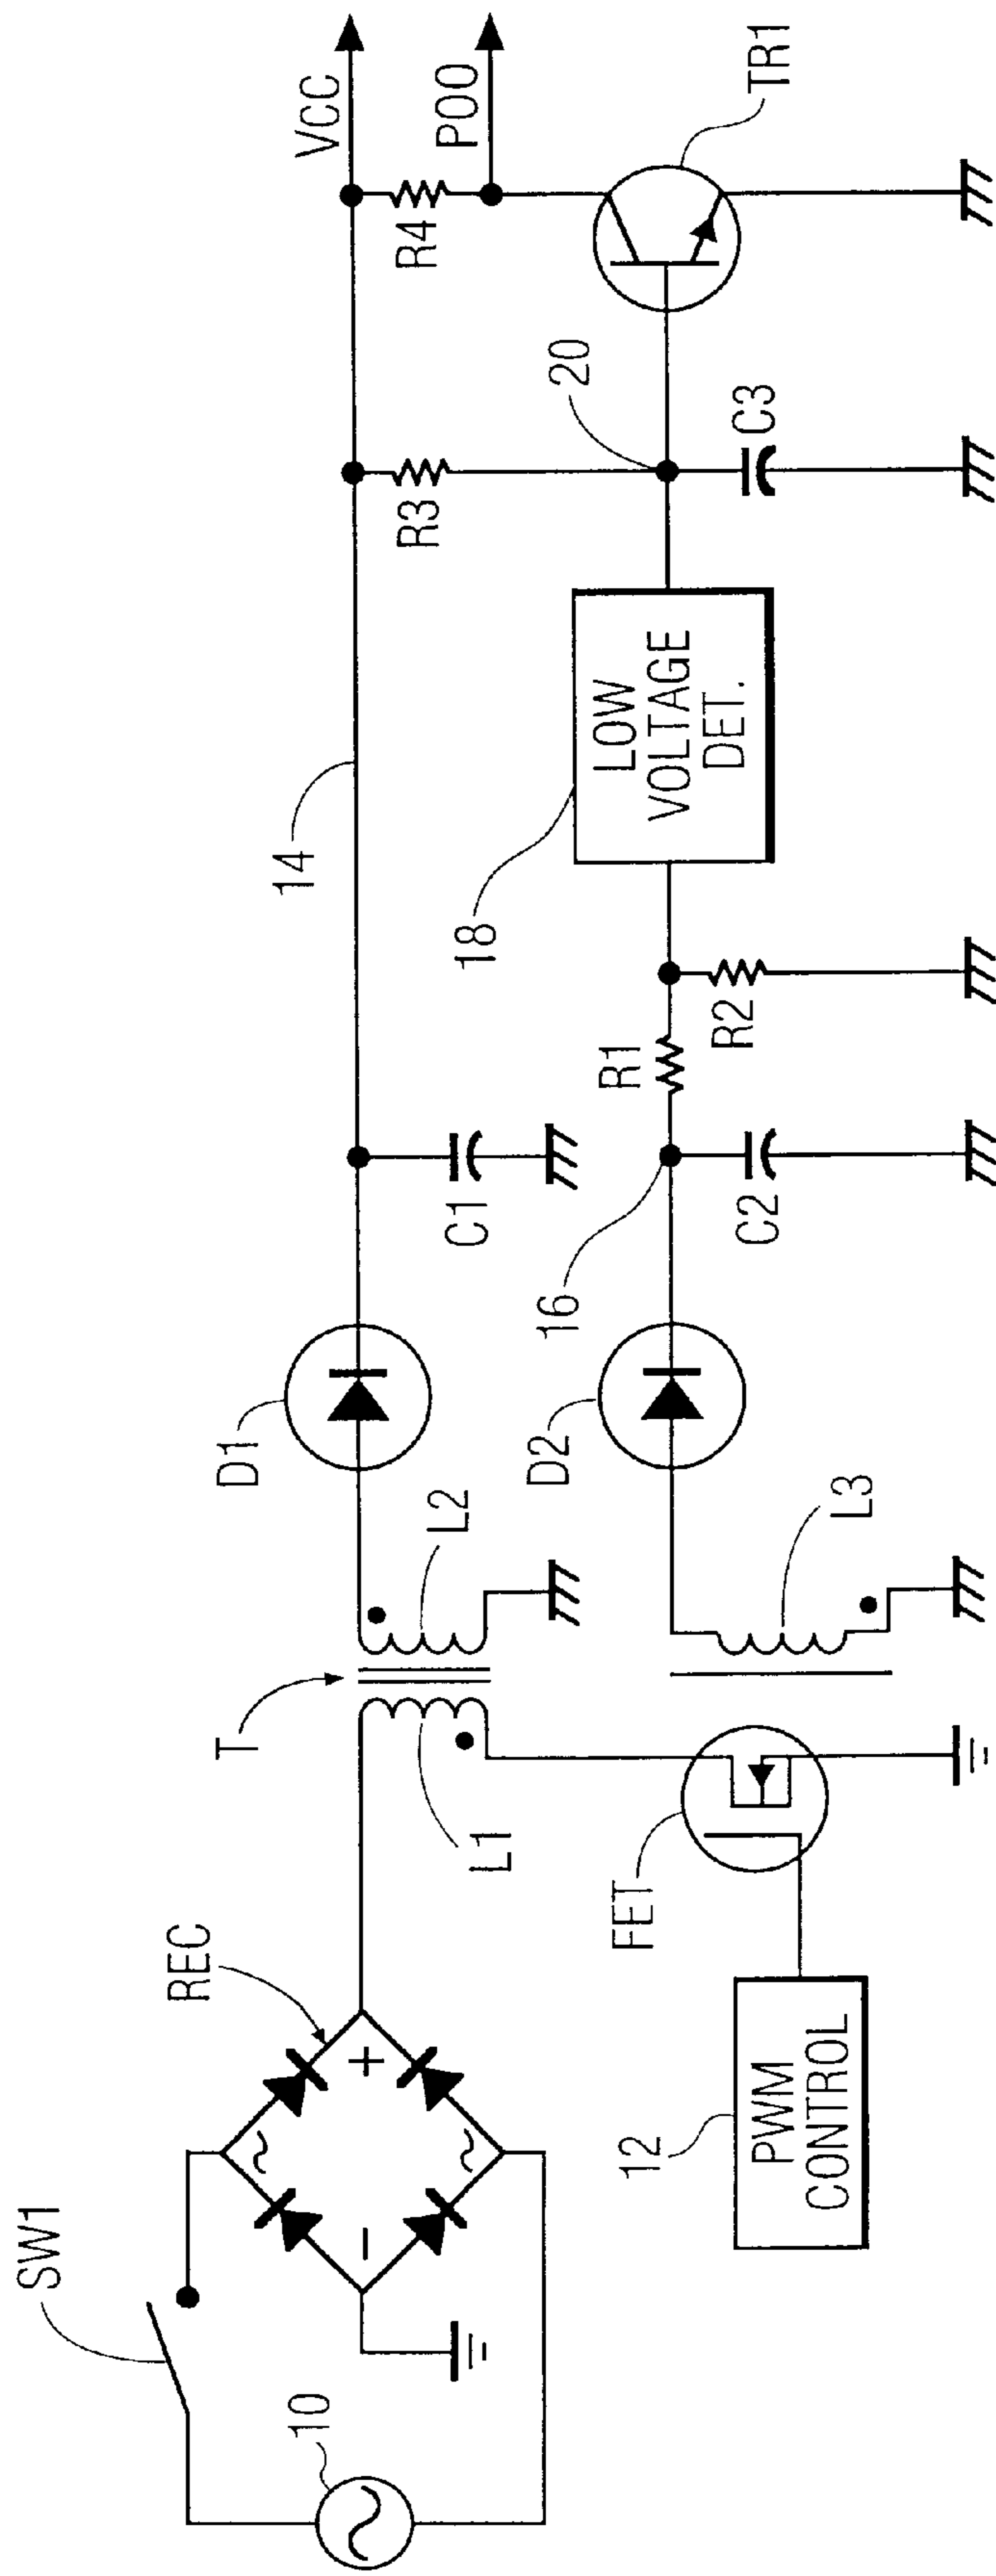 SW1
10
REC
T
L1
L2
D1
C1
14
R3
R4
VCC
P00
PWM
CONTROL
12
FET
L3
D2
16
C2
R1
R2
18
LOW
VOLTAGE
DET.
20
C3
TR1
+
−
~
~